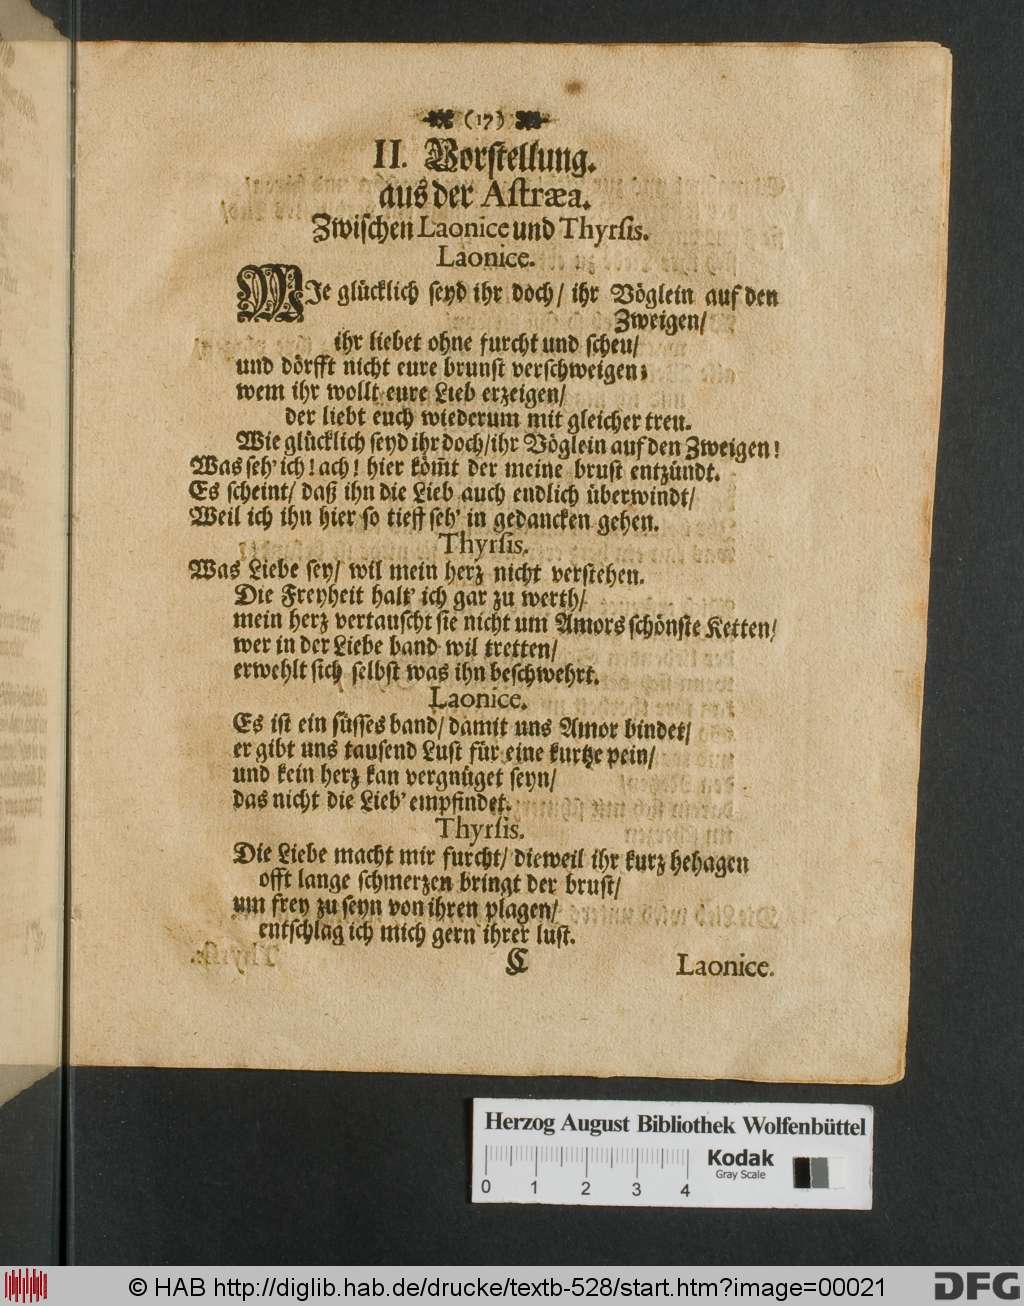 (17)
II. Vorstellung.
aus der Astræa.
Zwischen Laonice und Thyrsis.
Laonice.
WIe glücklich seyd ihr doch/ ihr Vöglein auf den
Zweigen/
ihr liebet ohne furcht und scheu/
und dörfft nicht eure brunst verschweigen;
wem ihr wollt eure Lieb erzeigen/
der liebt euch wiederum mit gleicher treu.
Wie glücklich seyd ihr doch/ihr Vöglein auf den Zweigen!
Was seh' ich! ach! hier köm̃t der meine brust entzündt.
Es scheint/ daß ihn die Lieb auch endlich überwindt/
Weil ich ihn hier so tieff seh' in gedancken gehen.
Thyrsis.
Was Liebe sey/ wil mein herz nicht verstehen.
Die Freyheit halt' ich gar zu werth/
mein herz vertauscht sie nicht um Amors schönste Ketten/
wer in der Liebe band wil tretten/
erwehlt sich selbst was ihn beschwehrt.
Laonice.
Es ist ein süsses band/ damit uns Amor bindet/
er gibt uns tausend Lust für eine kurtze pein/
und kein herz kan vergnüget seyn/
das nicht die Lieb' empfindet.
Thyrsis.
Die Liebe macht mir furcht/ dieweil ihr kurz behagen
offt lange schmerzen bringt der brust/
um frey zu seyn von ihren plagen/
entschlag ich mich gern ihrer lust.
C
Laonice.
Herzog August Bibliothek Wolfenbüttel
Kodak
Gray Scale
0 1 2 3 4
© HAB http://diglib.hab.de/drucke/textb-528/start.htm?image=00021
DFG